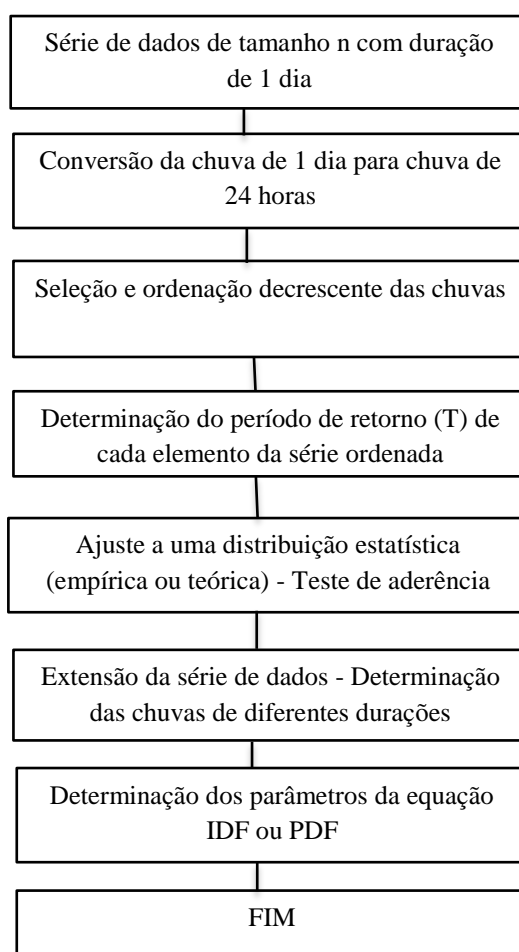 Série de dados de tamanho n com duração
de 1 dia
Conversão da chuva de 1 dia para chuva de
24 horas
Seleção e ordenação decrescente das chuvas
Determinação do período de retorno (T) de
cada elemento da série ordenada
Ajuste a uma distribuição estatística
(empírica ou teórica) - Teste de aderência
Extensão da série de dados - Determinação
das chuvas de diferentes durações
Determinação dos parâmetros da equação
IDF ou PDF
FIM